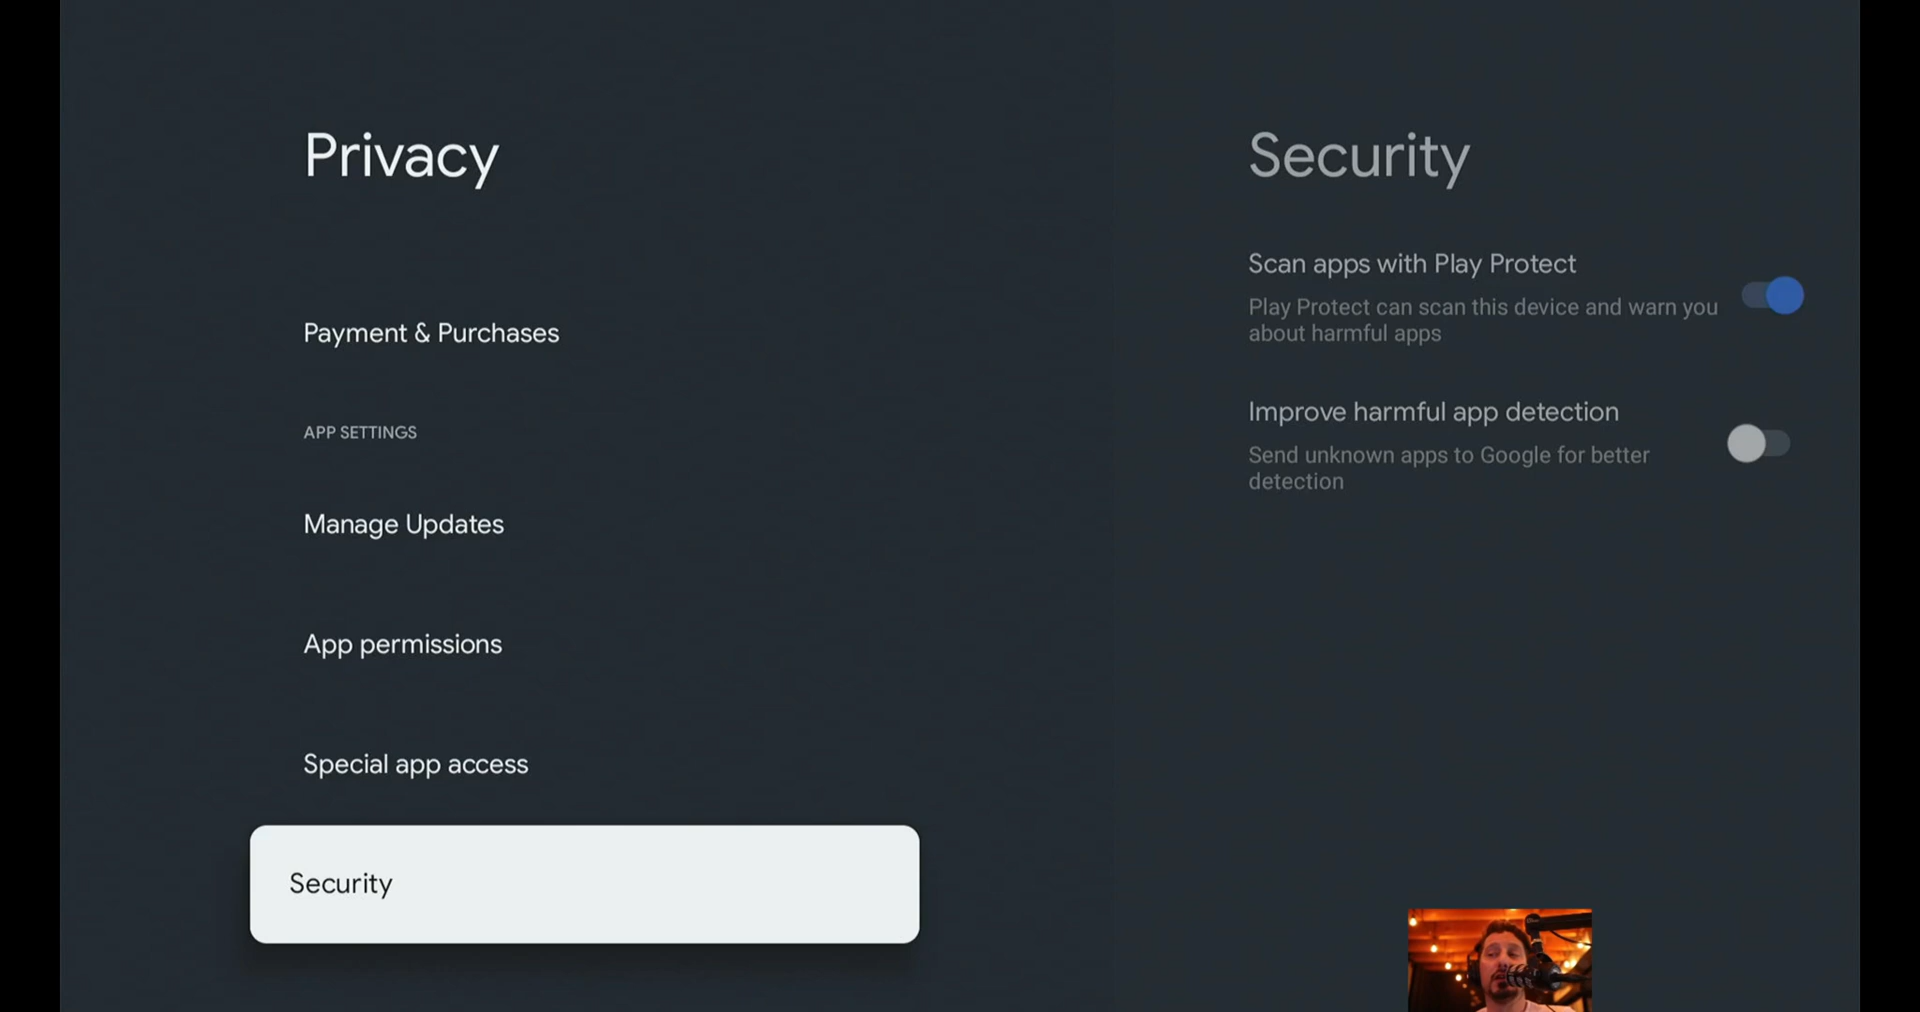 Privacy
Payment & Purchases
APP SETTINGS
Manage Updates
App permissions
Special app access
Security
Security
Scan apps with Play Protect
Play Protect can scan this device and warn you
about harmful apps
Improve harmful app detection
Send unknown apps to Google for better
detection